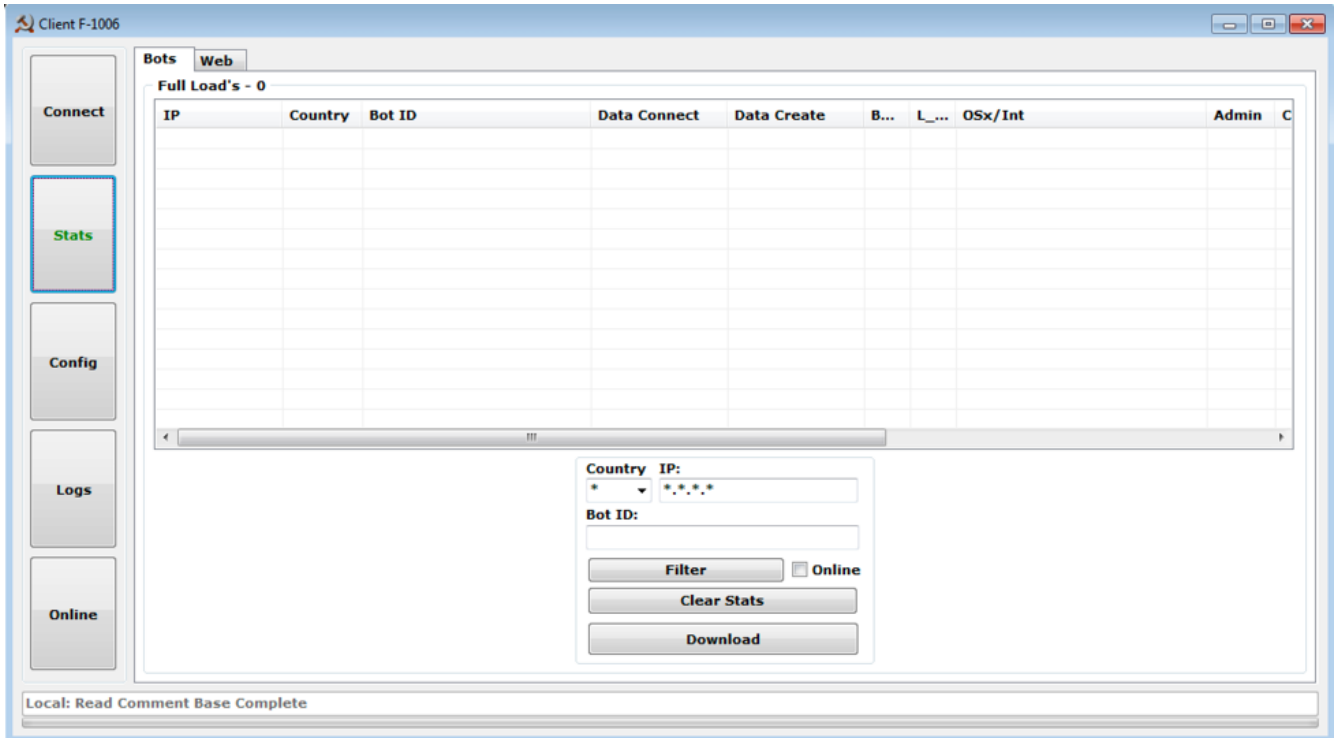 Client F-1006
Connect
Stats
Config
Logs
Online
Bots Web
Full Load's - 0
IP Country Bot ID Data Connect Data Create B... L_... OSx/Int Admin C
Country IP:
* *.*.*.*
Bot ID:
Filter Online
Clear Stats
Download
Local: Read Comment Base Complete